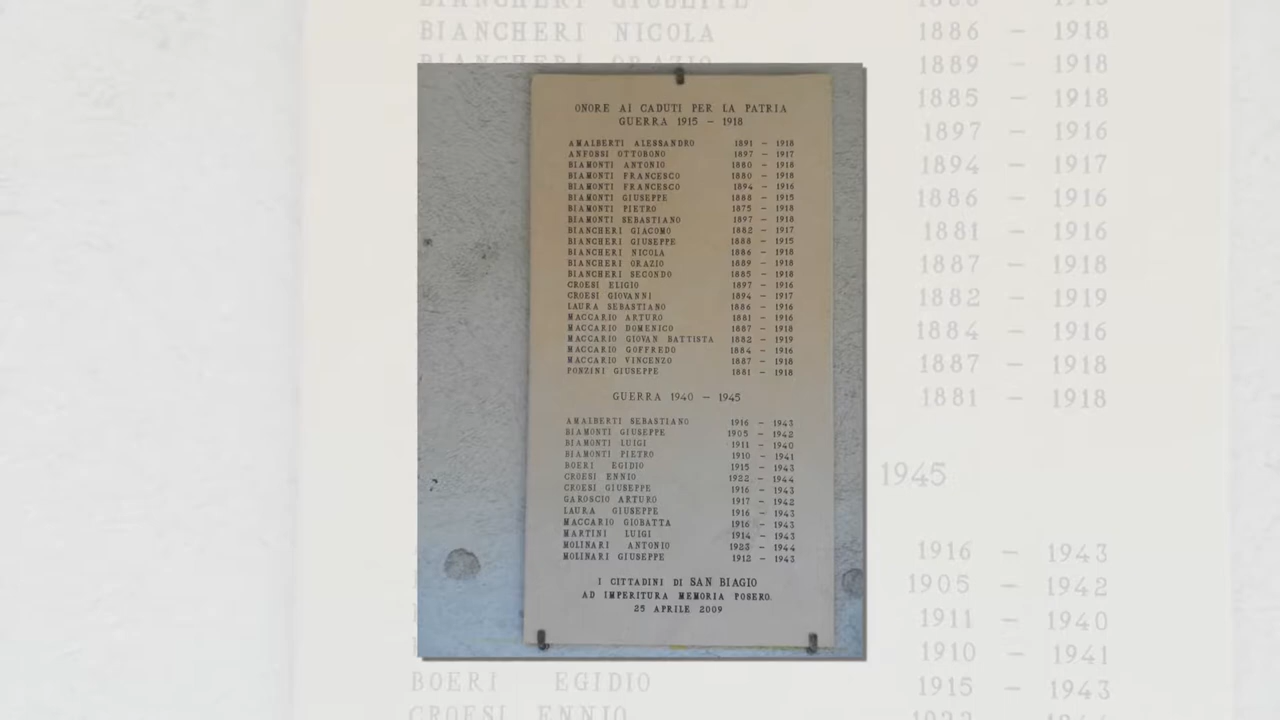 ONORE AI CADUTI PER LA PATRIA
GUERRA 1915 - 1918
AMALBERTI ALESSANDRO 1891 - 1918
ANFOSSI OTTOBONO 1897 - 1917
BIAMONTI ANTONIO 1880 - 1918
BIAMONTI FRANCESCO 1880 - 1918
BIAMONTI FRANCESCO 1894 - 1916
BIAMONTI GIUSEPPE 1888 - 1915
BIAMONTI PIETRO 1875 - 1918
BIAMONTI SEBASTIANO 1897 - 1918
BIANCHERI GIACOMO 1882 - 1917
BIANCHERI GIUSEPPE 1888 - 1915
BIANCHERI NICOLA 1886 - 1918
BIANCHERI ORAZIO 1889 - 1918
BIANCHERI SECONDO 1885 - 1918
CROESI ELIGIO 1897 - 1916
CROESI GIOVANNI 1894 - 1917
LAURA SEBASTIANO 1886 - 1916
MACCARIO ARTURO 1881 - 1916
MACCARIO DOMENICO 1887 - 1918
MACCARIO GIOVAN BATTISTA 1882 - 1919
MACCARIO GOFFREDO 1884 - 1916
MACCARIO VINCENZO 1887 - 1918
PONZINI GIUSEPPE 1881 - 1918
GUERRA 1940 - 1945
AMALBERTI SEBASTIANO 1916 - 1943
BIAMONTI GIUSEPPE 1905 - 1942
BIAMONTI LUIGI 1911 - 1940
BIAMONTI PIETRO 1910 - 1941
BOERI EGIDIO 1915 - 1943
CROESI ENNIO 1922 - 1944
CROESI GIUSEPPE 1916 - 1943
GAROSCIO ARTURO 1917 - 1942
LAURA GIUSEPPE 1916 - 1943
MACCARIO GIOBATTA 1916 - 1943
MARTINI LUIGI 1914 - 1943
MOLINARI ANTONIO 1923 - 1944
MOLINARI GIUSEPPE 1912 - 1943
I CITTADINI DI SAN BIAGIO
AD IMPERITURA MEMORIA POSERO
25 APRILE 2009